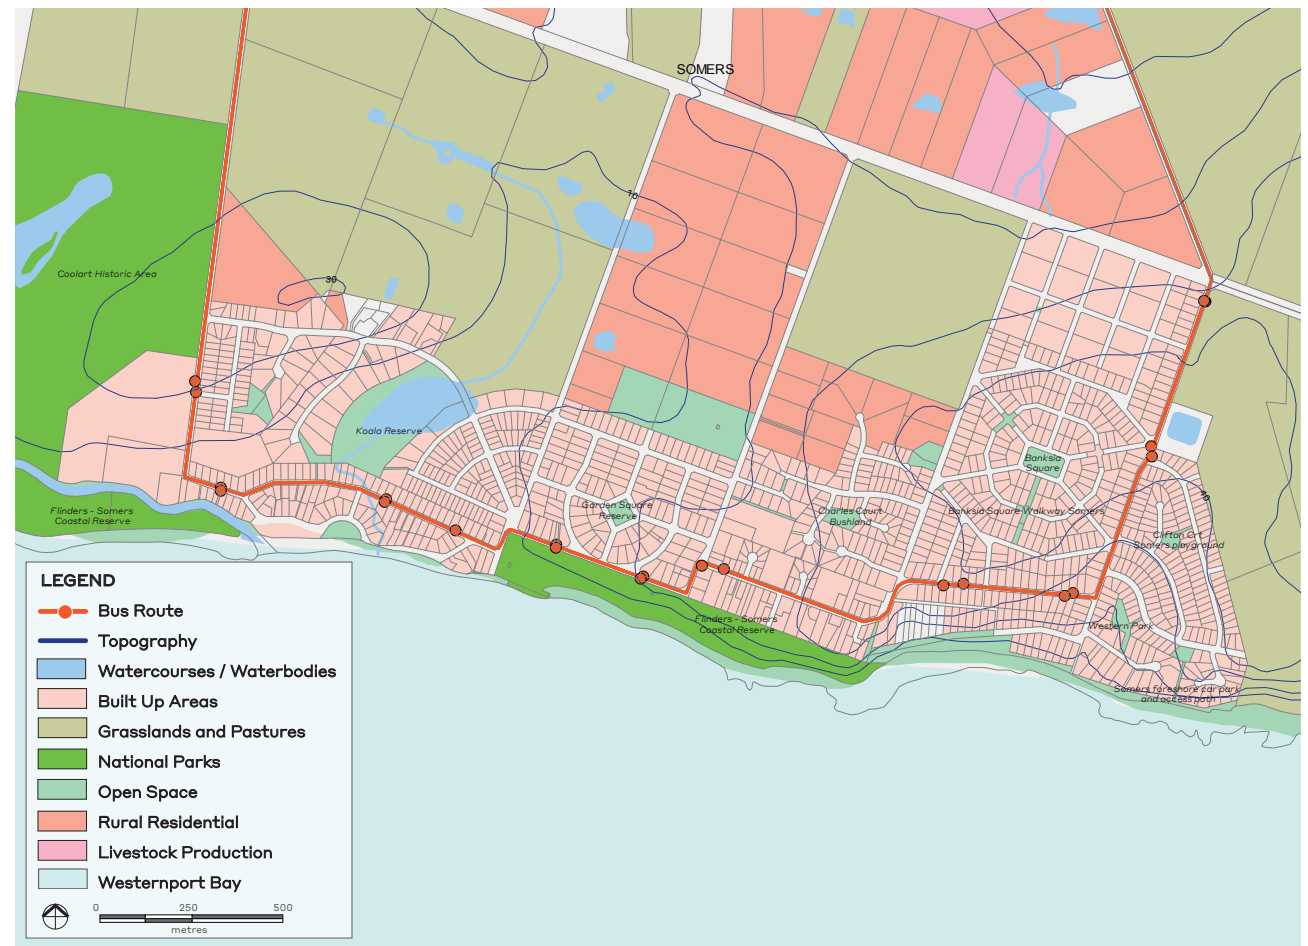 SOMERS
10
Coolart Historic Area
30
Koala Reserve
Banksia
Square
40
Garden Square
Reserve
Charles Court
Bushland
Banksia Square Walkway Somers
Flinders - Somers
Coastal Reserve
Clifton Grt
Somers playground
Flinders - Somers
Coastal Reserve
Western Park
Somers foreshore car park
and access path
LEGEND
Bus Route
Topography
Watercourses / Waterbodies
Built Up Areas
Grasslands and Pastures
National Parks
Open Space
Rural Residential
Livestock Production
Westernport Bay
0 250 500
metres